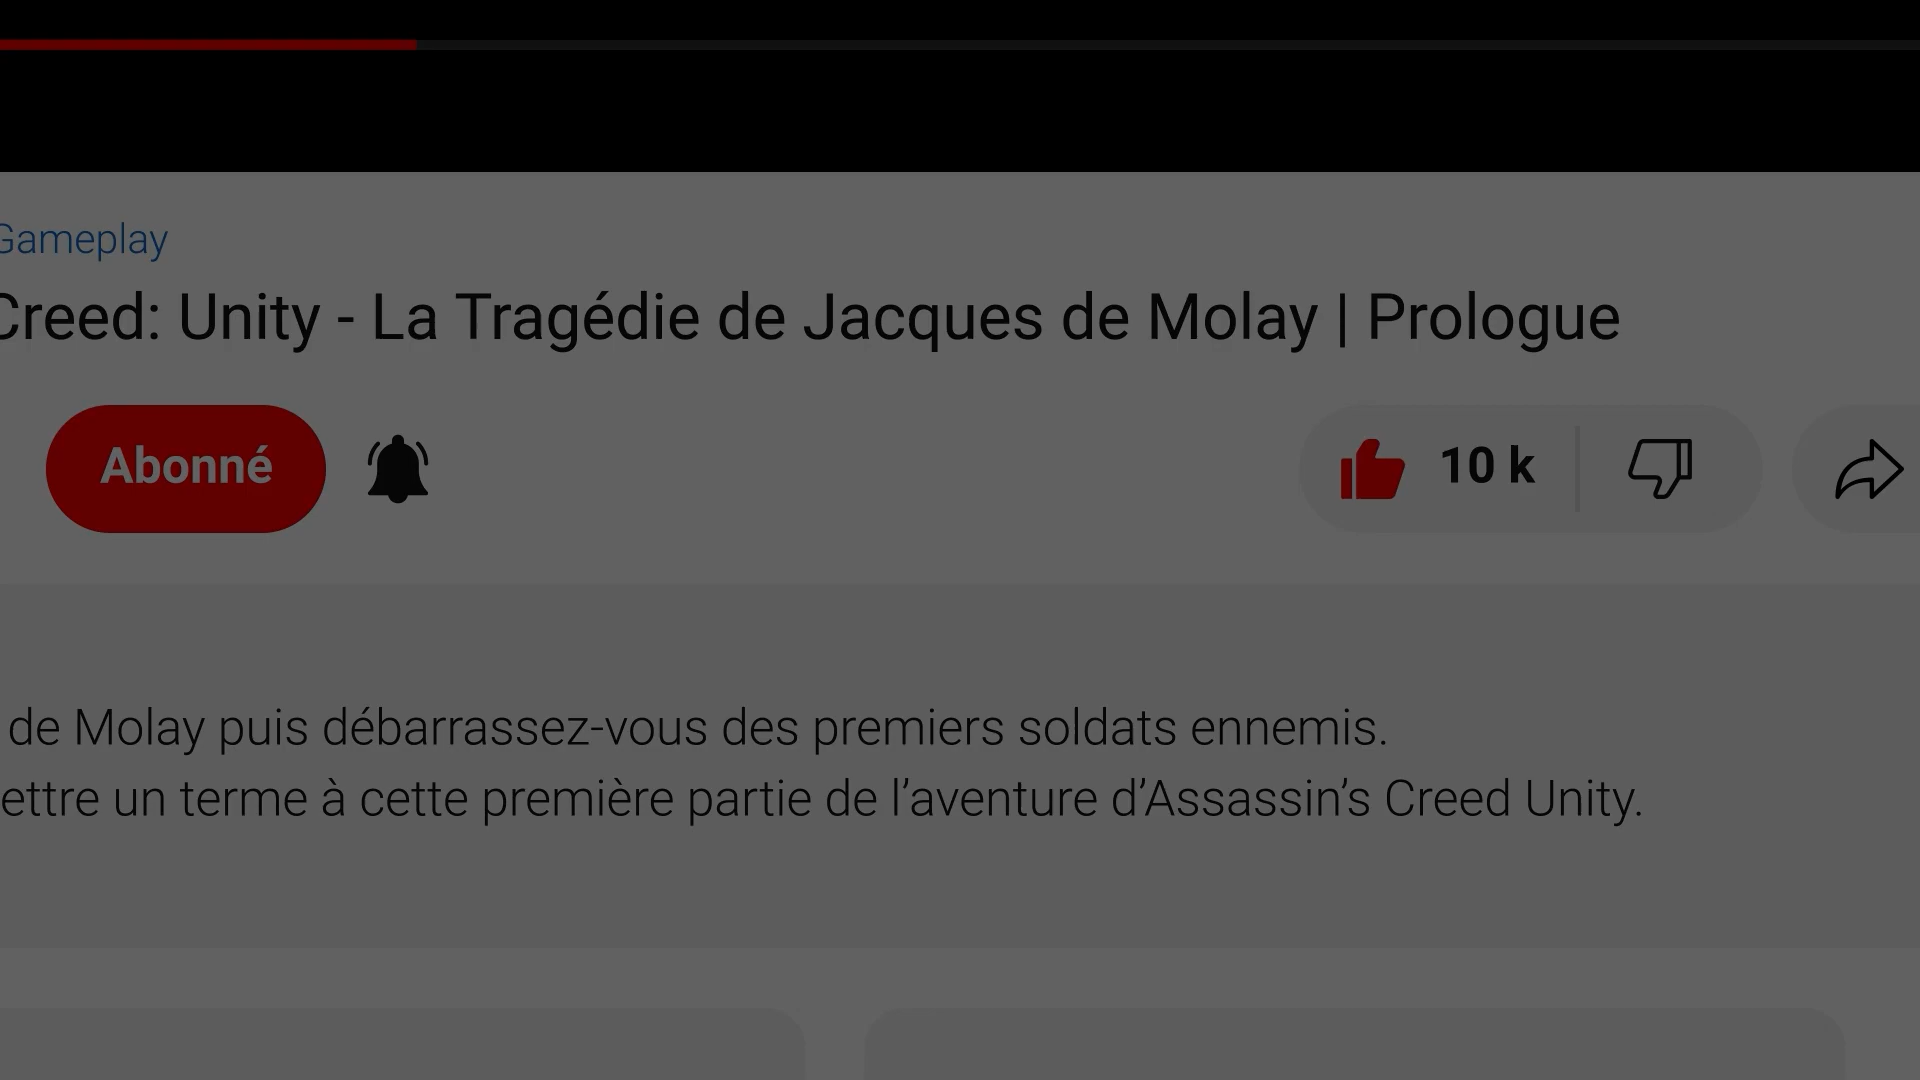 Gameplay
Creed: Unity - La Tragédie de Jacques de Molay | Prologue
Abonné
10 k
de Molay puis débarrassez-vous des premiers soldats ennemis.
ettre un terme à cette première partie de l’aventure d’Assassin’s Creed Unity.